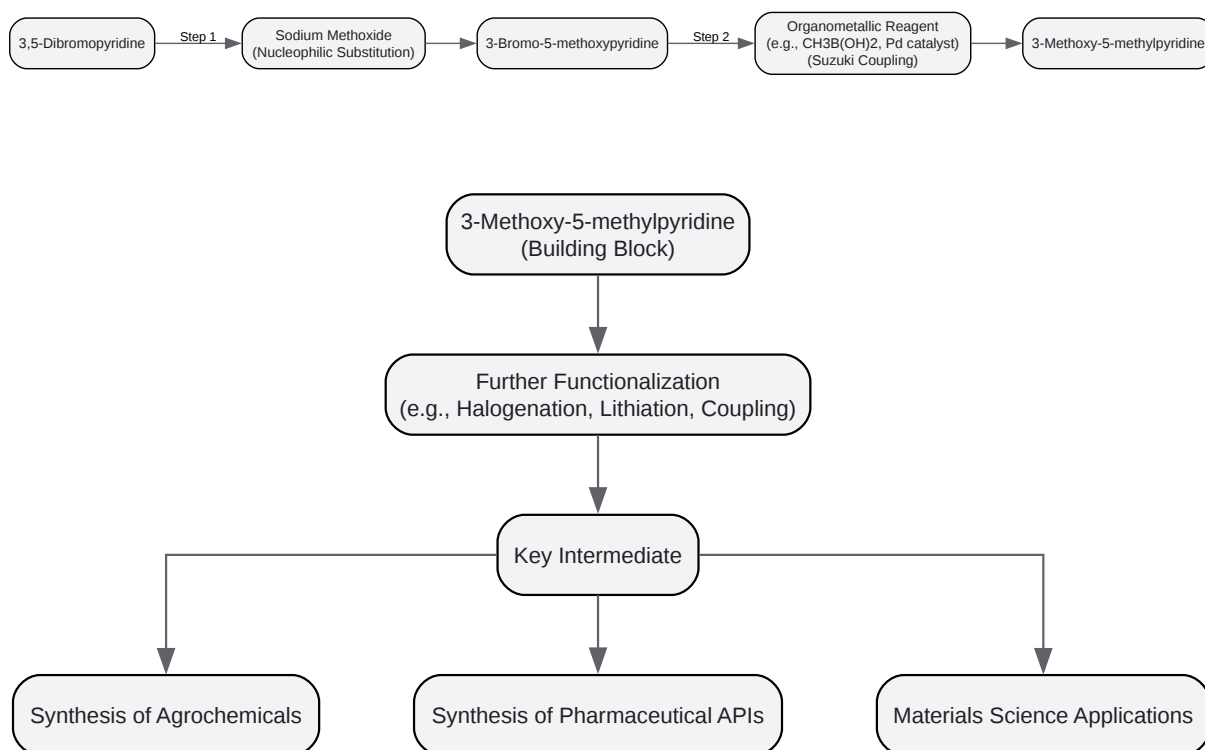 3,5-Dibromopyridine
Step 1
Sodium Methoxide
(Nucleophilic Substitution)
3-Bromo-5-methoxypyridine
Step 2
Organometallic Reagent
(e.g., CH3B(OH)2, Pd catalyst)
(Suzuki Coupling)
3-Methoxy-5-methylpyridine
3-Methoxy-5-methylpyridine
(Building Block)
Further Functionalization
(e.g., Halogenation, Lithiation, Coupling)
Key Intermediate
Synthesis of Agrochemicals
Synthesis of Pharmaceutical APIs
Materials Science Applications